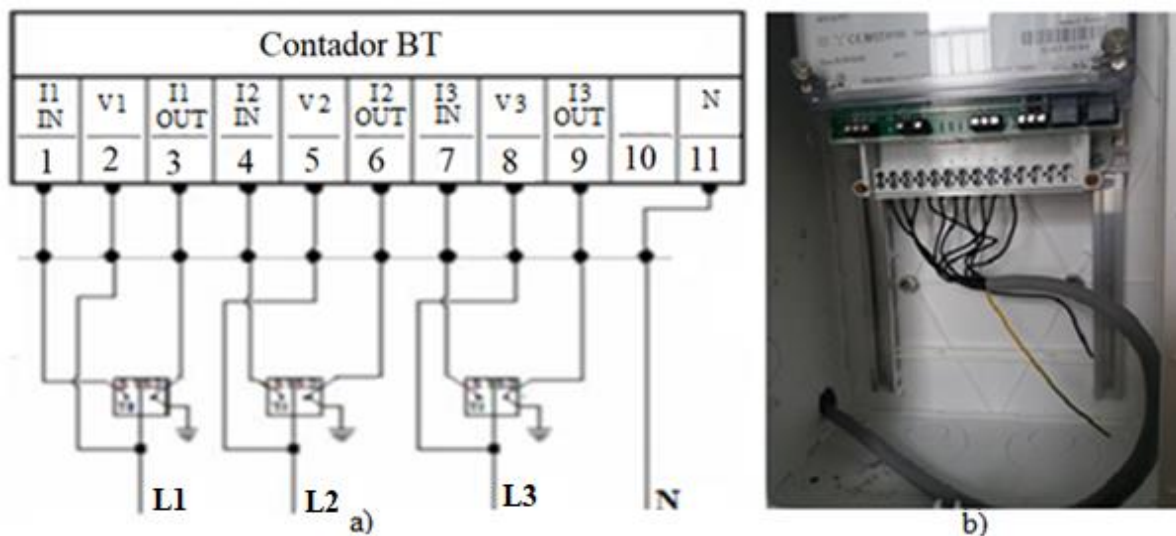 Contador BT
I1 IN V1 I1 OUT I2 IN V2 I2 OUT I3 IN V3 I3 OUT N
1 2 3 4 5 6 7 8 9 10 11
L1 L2 L3 N
a) b)